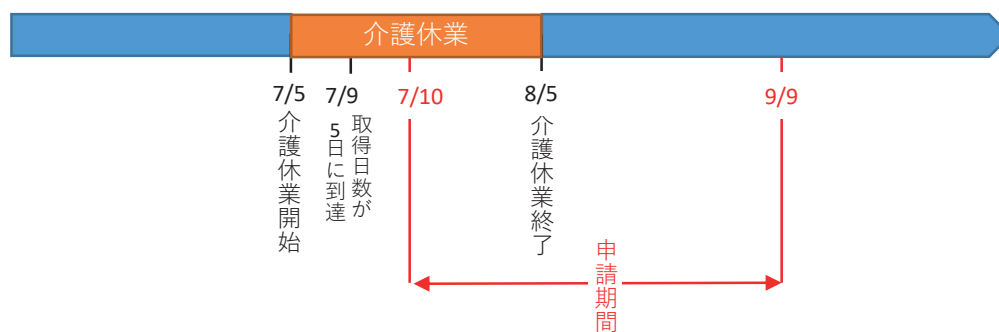 介護休業
7/5
7/9
7/10
8/5
9/9
介護休業開始
取得日数が
5日に到達
介護休業終了
申請期間